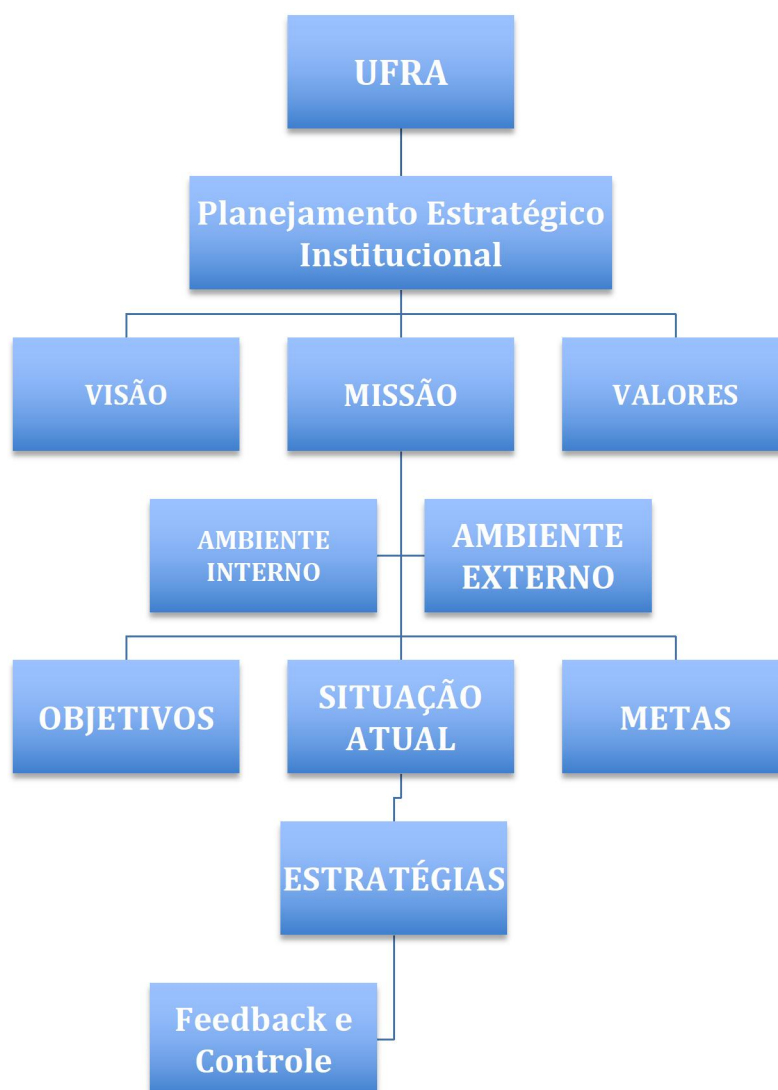 UFRA
Planejamento Estratégico
Institucional
VISÃO
MISSÃO
VALORES
AMBIENTE
INTERNO
AMBIENTE
EXTERNO
OBJETIVOS
SITUAÇÃO
ATUAL
METAS
ESTRATÉGIAS
Feedback e
Controle